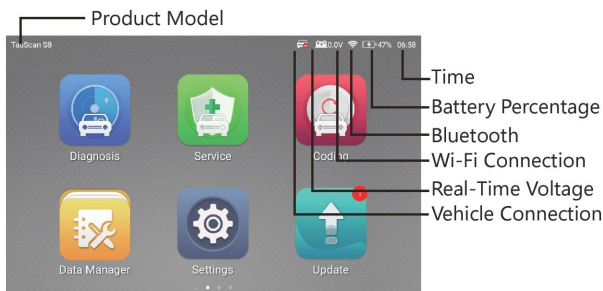 Product Model
TauScan S8
0.0V 47% 06:58
Time
Battery Percentage
Bluetooth
Wi-Fi Connection
Real-Time Voltage
Vehicle Connection
Diagnosis Service Coding
!
Data Manager Settings Update